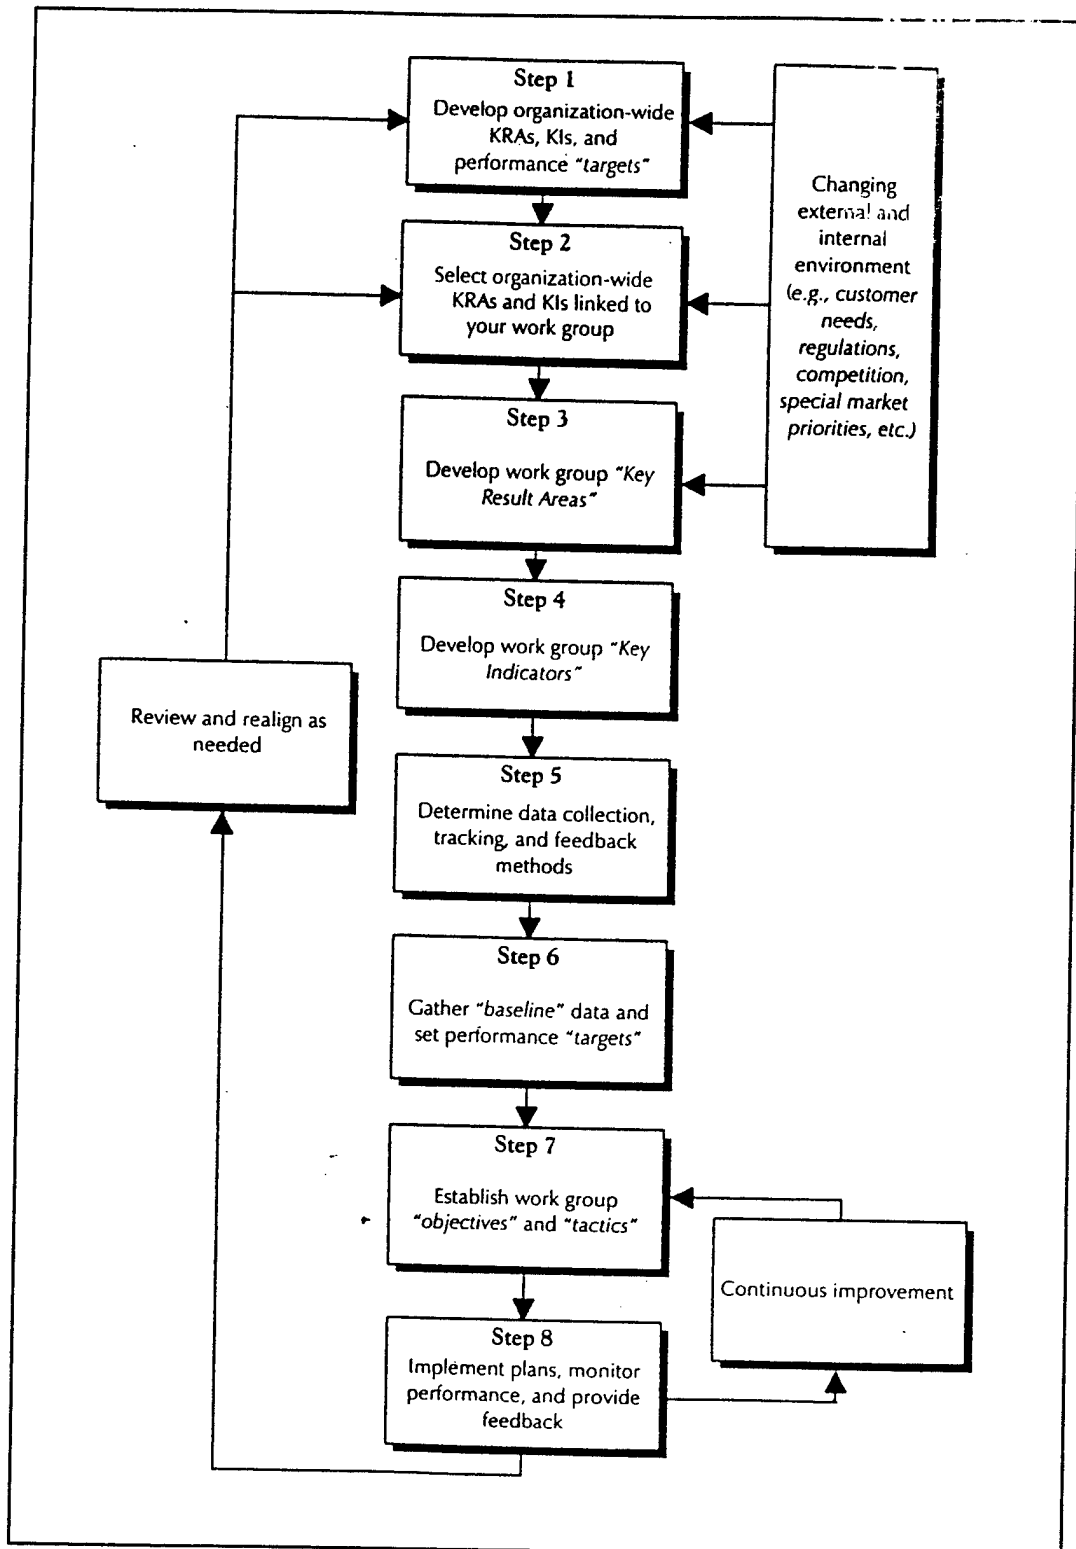 Step 1
Develop organization-wide
KRAs, KIs, and
performance "targets"
Changing
external and
internal
environment
(e.g., customer
needs,
regulations,
competition,
special market
priorities, etc.)
Step 2
Select organization-wide
KRAs and KIs linked to
your work group
Step 3
Develop work group "Key
Result Areas"
Step 4
Develop work group "Key
Indicators"
Review and realign as
needed
Step 5
Determine data collection,
tracking, and feedback
methods
Step 6
Gather "baseline" data and
set performance "targets"
Step 7
Establish work group
"objectives" and "tactics"
Continuous improvement
Step 8
Implement plans, monitor
performance, and provide
feedback